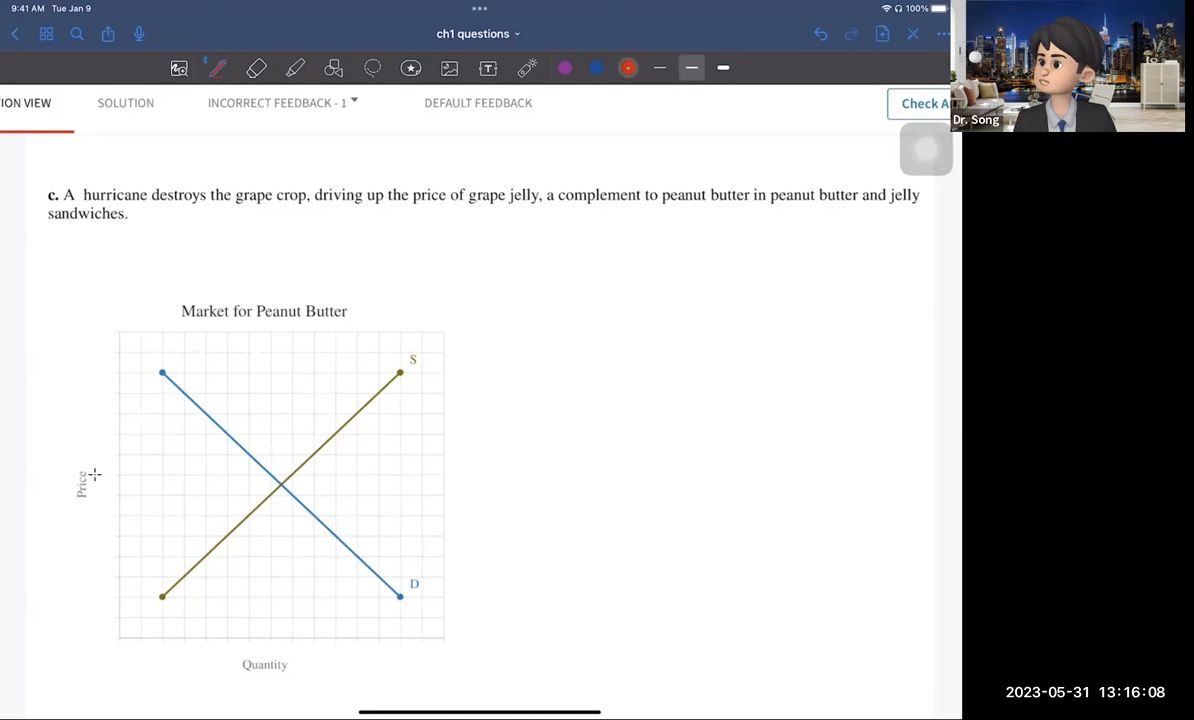 9:41 AM Tue Jan 9
100%
ch1 questions
T
ION VIEW
SOLUTION
INCORRECT FEEDBACK - 1
DEFAULT FEEDBACK
Check A
Dr. Song
c. A hurricane destroys the grape crop, driving up the price of grape jelly, a complement to peanut butter in peanut butter and jelly
sandwiches.
Market for Peanut Butter
S
Price
D
Quantity
2023-05-31 13:16:08